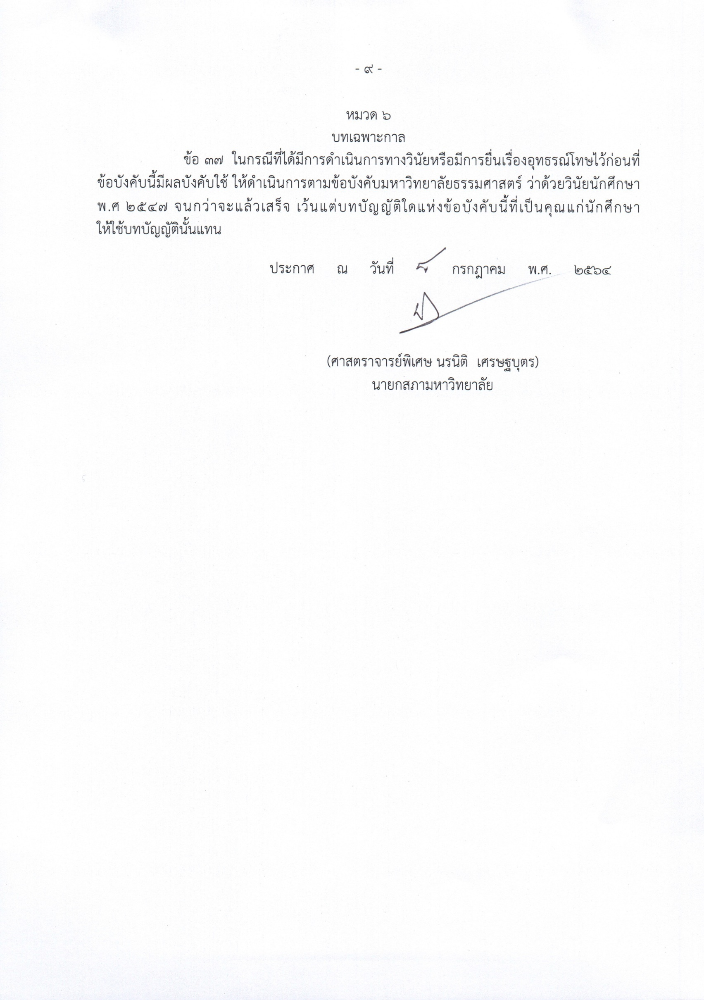 - ๙ -
หมวด ๖
บทเฉพาะกาล
ข้อ ๓๗ ในกรณีที่ได้มีการดำเนินการทางวินัยหรือมีการยื่นเรื่องอุทธรณ์โทษไว้ก่อนที่
ข้อบังคับนี้มีผลบังคับใช้ ให้ดำเนินการตามข้อบังคับมหาวิทยาลัยธรรมศาสตร์ ว่าด้วยวินัยนักศึกษา
พ.ศ ๒๕๔๗ จนกว่าจะแล้วเสร็จ เว้นแต่บทบัญญัติใดแห่งข้อบังคับนี้ที่เป็นคุณแก่นักศึกษา
ให้ใช้บทบัญญัตินั้นแทน
ประกาศ ณ วันที่ กรกฎาคม พ.ศ. ๒๕๖๔
(ศาสตราจารย์พิเศษ นรนิติ เศรษฐบุตร)
นายกสภามหาวิทยาลัย